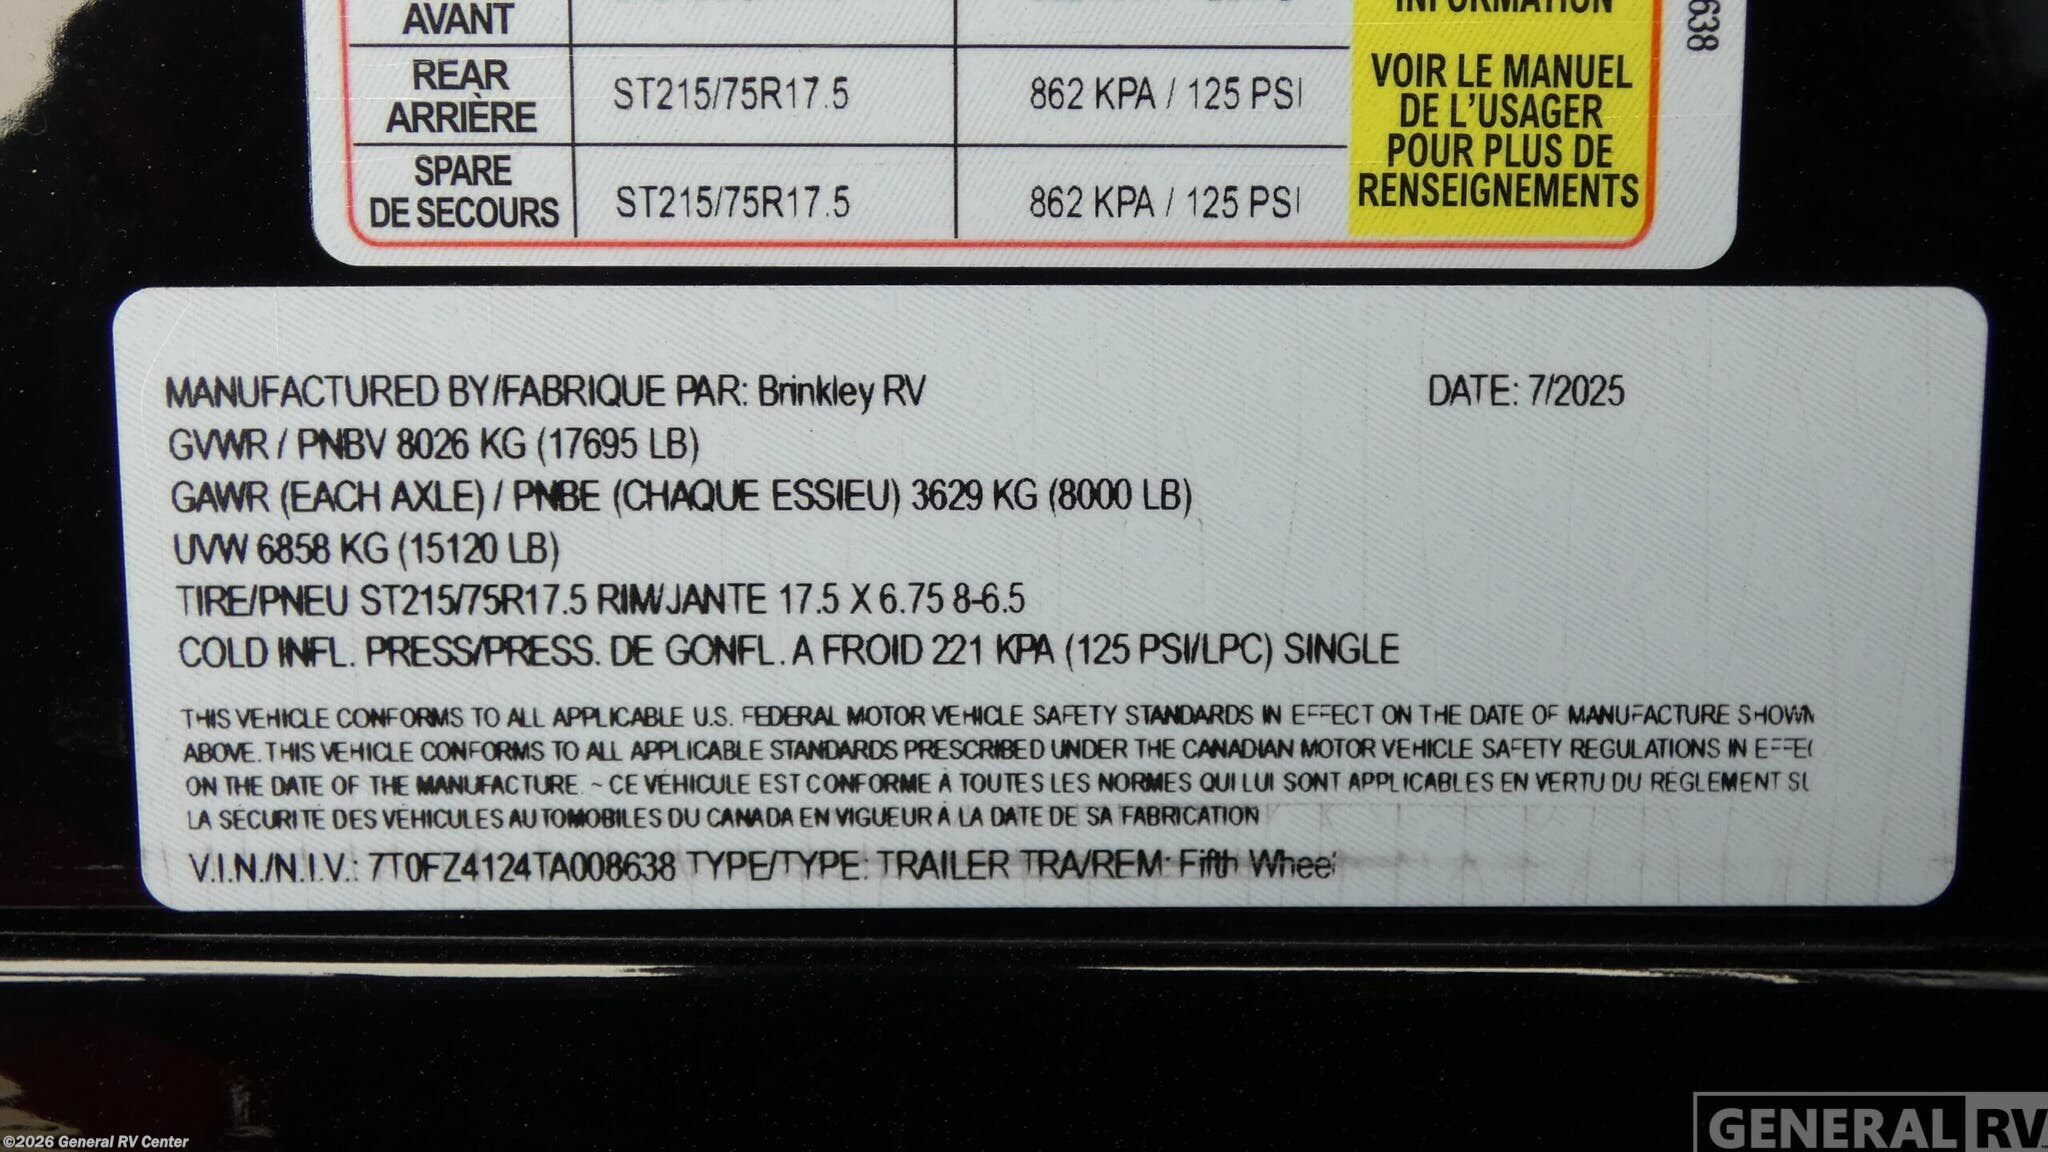 AVANT
INFORMATION
638
REAR
ARRIÈRE
ST215/75R17.5
862 KPA / 125 PSI
VOIR LE MANUEL
DE L'USAGER
POUR PLUS DE
RENSEIGNEMENTS
SPARE
DE SECOURS
ST215/75R17.5
862 KPA / 125 PSI
MANUFACTURED BY/FABRIQUE PAR: Brinkley RV
DATE: 7/2025
GVWR / PNBV 8026 KG (17695 LB)
GAWR (EACH AXLE) / PNBE (CHAQUE ESSIEU) 3629 KG (8000 LB)
UVW 6858 KG (15120 LB)
TIRE/PNEU ST215/75R17.5 RIM/JANTE 17.5 X 6.75 8-6.5
COLD INFL. PRESS/PRESS. DE GONFL. A FROID 221 KPA (125 PSI/LPC) SINGLE
THIS VEHICLE CONFORMS TO ALL APPLICABLE U.S. FEDERAL MOTOR VEHICLE SAFETY STANDARDS IN EFFECT ON THE DATE OF MANUFACTURE SHOWN
ABOVE. THIS VEHICLE CONFORMS TO ALL APPLICABLE STANDARDS PRESCRIBED UNDER THE CANADIAN MOTOR VEHICLE SAFETY REGULATIONS IN EFFEC
ON THE DATE OF THE MANUFACTURE. ~ CE VÉHICULE EST CONFORME À TOUTES LES NORMES QUI LUI SONT APPLICABLES EN VERTU DU RÉGLEMENT SU
LA SÉCURITÉ DES VÉHICULES AUTOMOBILES DU CANADA EN VIGUEUR À LA DATE DE SA FABRICATION
V.I.N./N.I.V.: 7T0FZ4124TA008638 TYPE/TYPE: TRAILER TRA/REM: Fifth Wheel
©2026 General RV Center
GENERAL RV